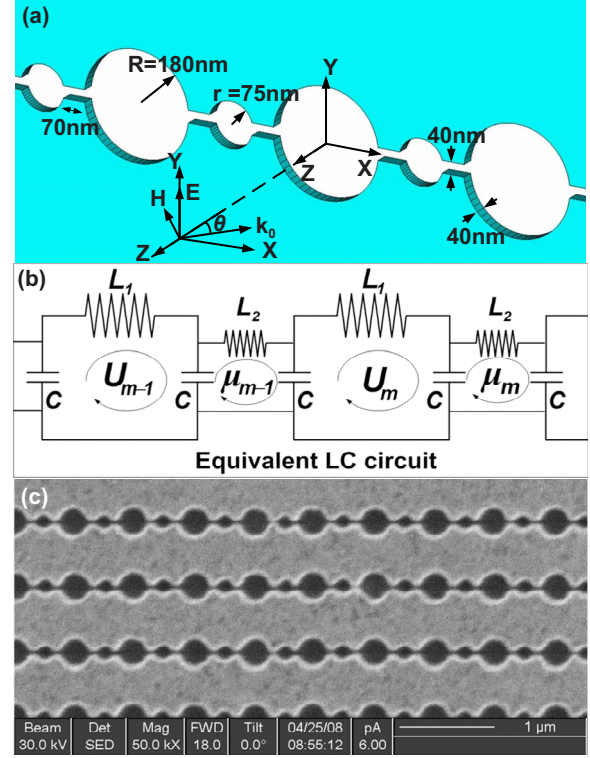 (a)
R=180nm
r =75nm
70nm
Y
Z
X
40nm
40nm
Y
H
E
θ
k0
Z
X
(b)
L1
L2
L1
L2
C
Um−1
C
μm−1
C
Um
C
μm
C
Equivalent LC circuit
(c)
Beam Det Mag FWD Tilt 04/25/08 pA 1 μm
30.0 kV SED 50.0 kX 18.0 0.0° 08:55:12 6.00